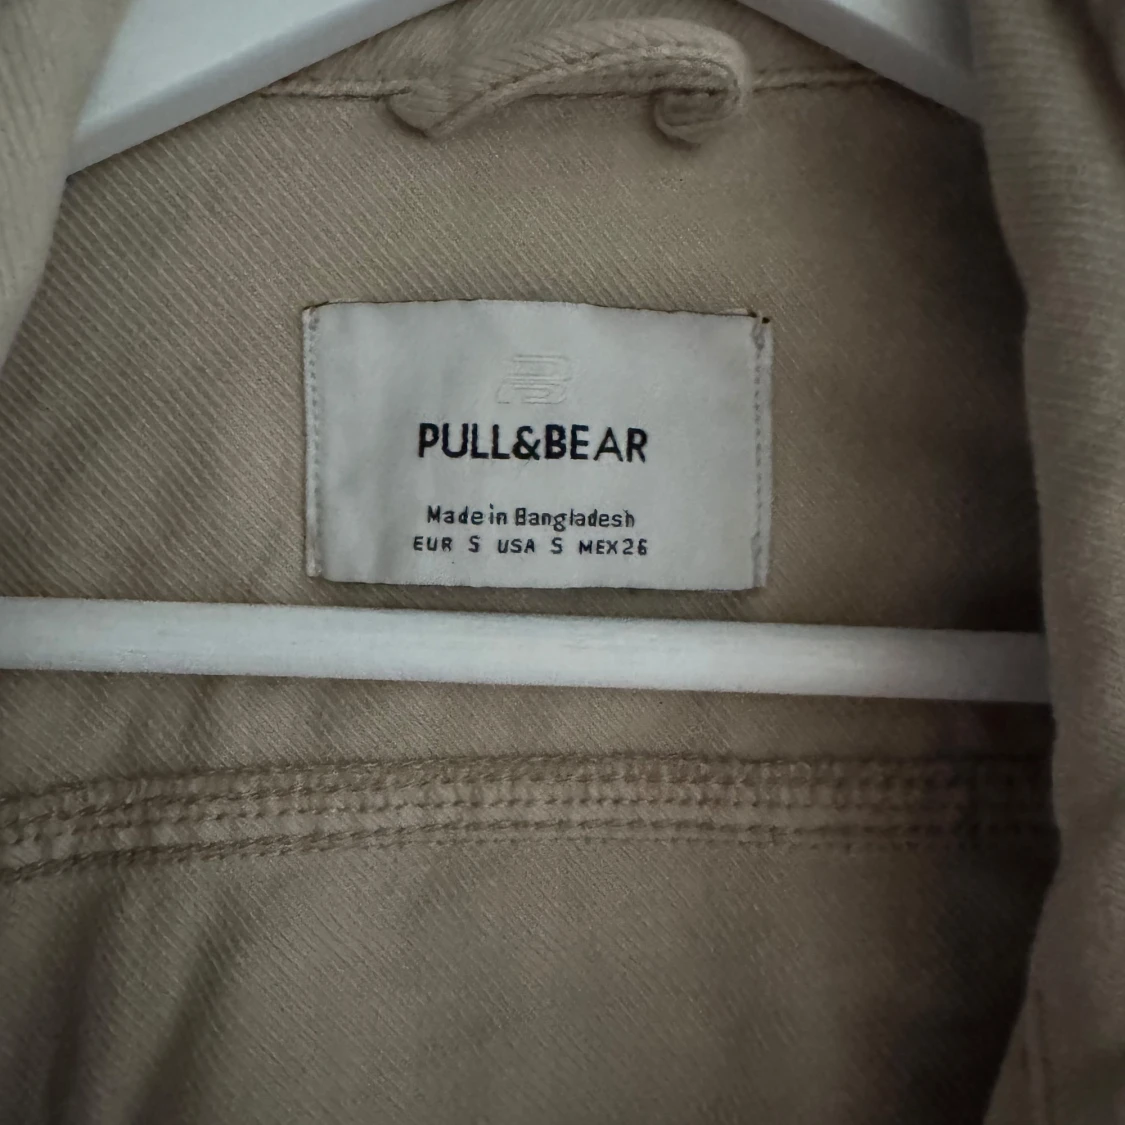 PULL&BEAR
Made in Bangladesh
EUR S USA S MEX 26